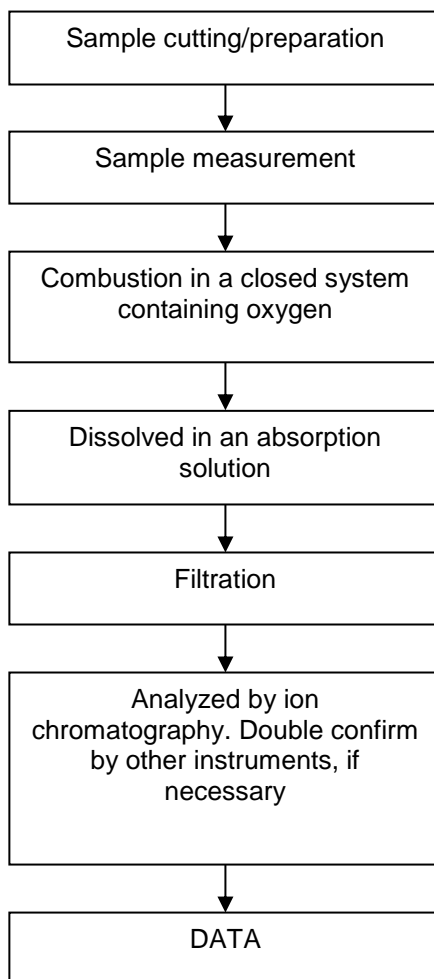 Sample cutting/preparation
Sample measurement
Combustion in a closed system
containing oxygen
Dissolved in an absorption
solution
Filtration
Analyzed by ion
chromatography. Double confirm
by other instruments, if
necessary
DATA